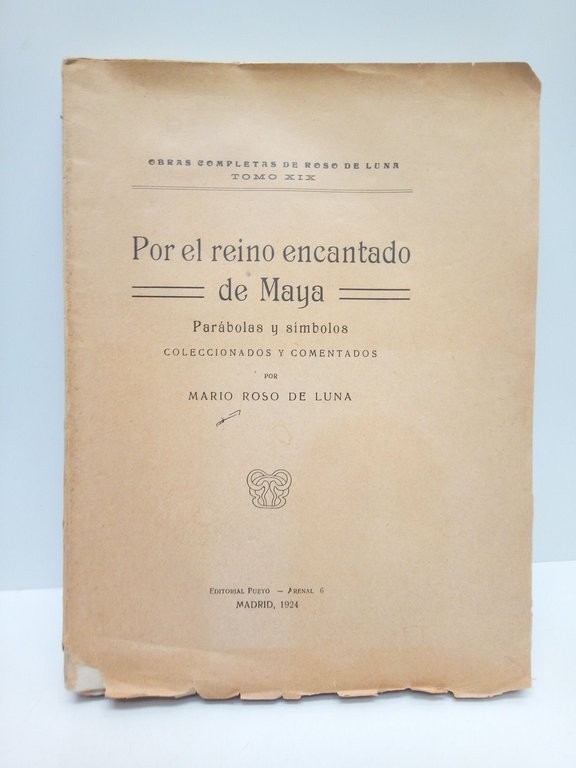 OBRAS COMPLETAS DE ROSO DE LUNA
TOMO XIX
Por el reino encantado
de Maya
Parábolas y símbolos
COLECCIONADOS Y COMENTADOS
POR
MARIO ROSO DE LUNA
EDITORIAL PUEYO — ARENAL 6
MADRID, 1924